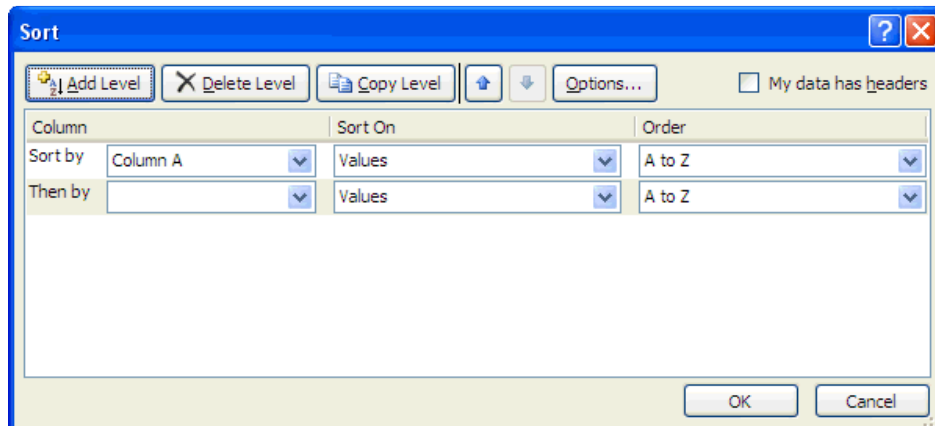 Sort
Add Level Delete Level Copy Level Options... My data has headers
Column Sort On Order
Sort by Column A Values A to Z
Then by Values A to Z
OK Cancel